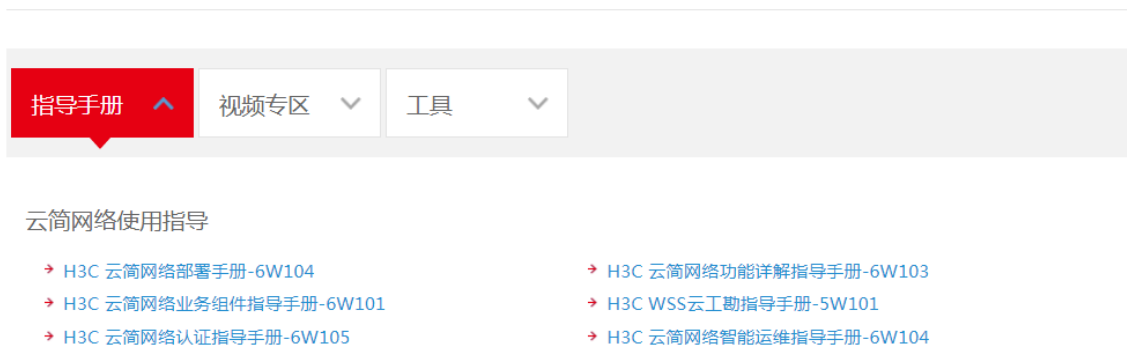 指导手册
视频专区
工具
云简网络使用指导
H3C 云简网络部署手册-6W104
H3C 云简网络功能详解指导手册-6W103
H3C 云简网络业务组件指导手册-6W101
H3C WSS云工勘指导手册-5W101
H3C 云简网络认证指导手册-6W105
H3C 云简网络智能运维指导手册-6W104